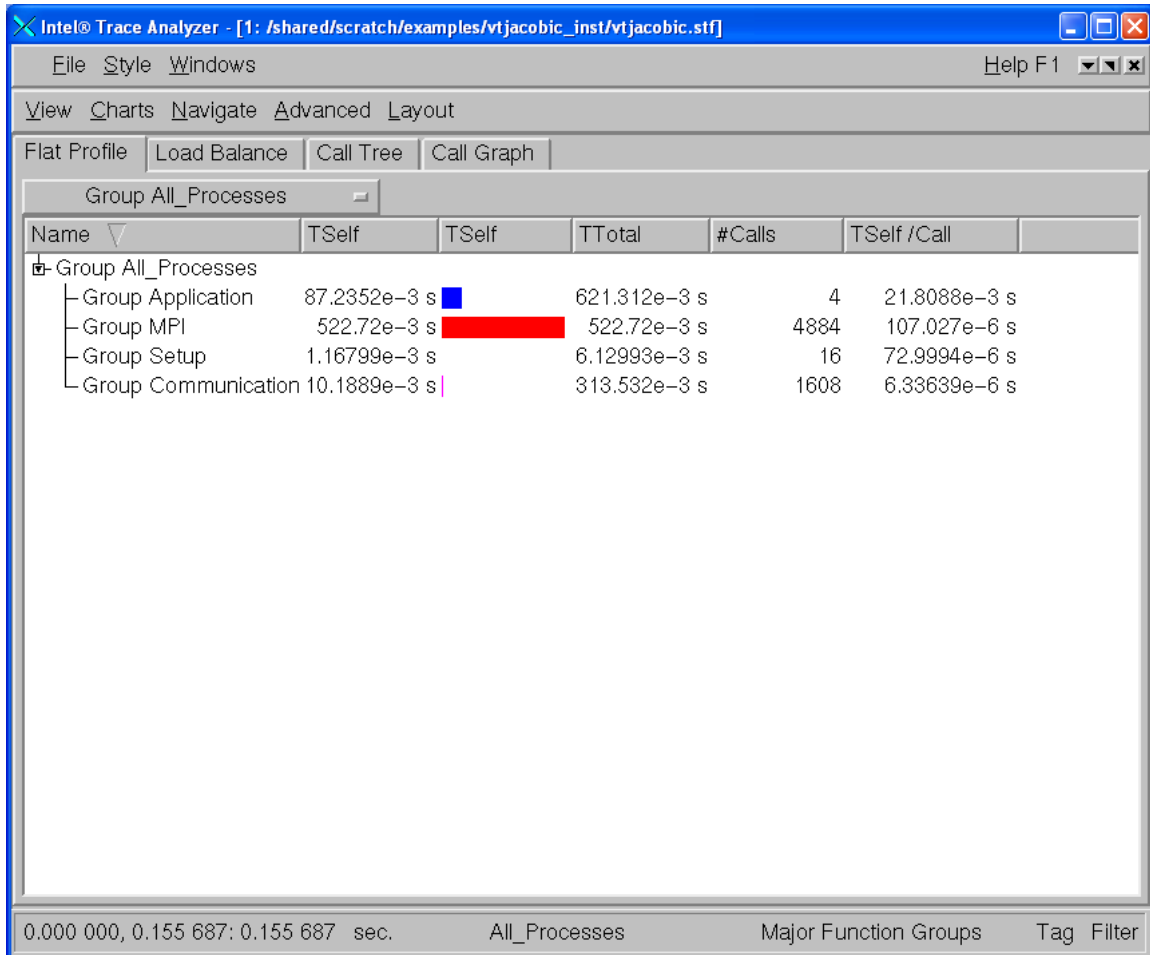 Intel® Trace Analyzer - [1: /shared/scratch/examples/vtjacobic_inst/vtjacobic.stf]
File Style Windows Help F1
View Charts Navigate Advanced Layout
Flat Profile Load Balance Call Tree Call Graph
Group All_Processes
Name TSelf TSelf TTotal #Calls TSelf /Call
Group All_Processes
Group Application 87.2352e−3 s 621.312e−3 s 4 21.8088e−3 s
Group MPI 522.72e−3 s 522.72e−3 s 4884 107.027e−6 s
Group Setup 1.16799e−3 s 6.12993e−3 s 16 72.9994e−6 s
Group Communication 10.1889e−3 s 313.532e−3 s 1608 6.33639e−6 s
0.000 000, 0.155 687: 0.155 687 sec. All_Processes Major Function Groups Tag Filter